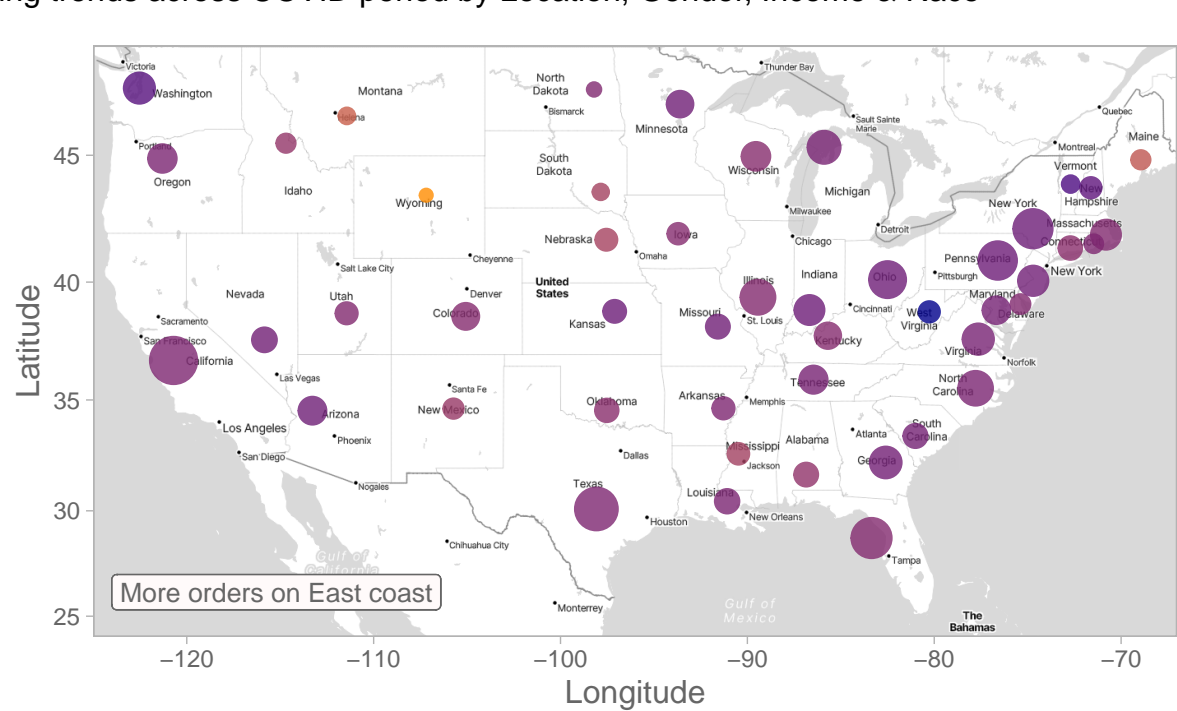 ing trends across COVID period by Location, Gender, Income & Race
Victoria
Washington
Portland
Oregon
Montana
Helena
Idaho
Wyoming
North
Dakota
Bismarck
South
Dakota
Minnesota
Thunder Bay
Sault Sainte
Marie
Wisconsin
Michigan
Milwaukee
Detroit
Chicago
Quebec
Montreal
Maine
Vermont
New
Hampshire
New York
Massachusetts
Connecticut
Pennsylvania
Pittsburgh
New York
Maryland
Delaware
Nebraska
Iowa
Omaha
Cheyenne
Salt Lake City
Denver
United
States
Nevada
Utah
Colorado
Kansas
Missouri
Illinois
St. Louis
Indiana
Ohio
Cincinnati
West
Virginia
Kentucky
Virginia
Norfolk
Sacramento
San Francisco
California
Las Vegas
Los Angeles
San Diego
Arizona
Phoenix
Nogales
Santa Fe
New Mexico
Oklahoma
Arkansas
Memphis
Tennessee
North
Carolina
South
Carolina
Atlanta
Georgia
Alabama
Mississippi
Jackson
Dallas
Texas
Louisiana
New Orleans
Houston
Tampa
Chihuahua City
Monterrey
Gulf of
California
Gulf of
Mexico
The
Bahamas
More orders on East coast
45
40
35
30
25
Latitude
−120
−110
−100
−90
−80
−70
Longitude